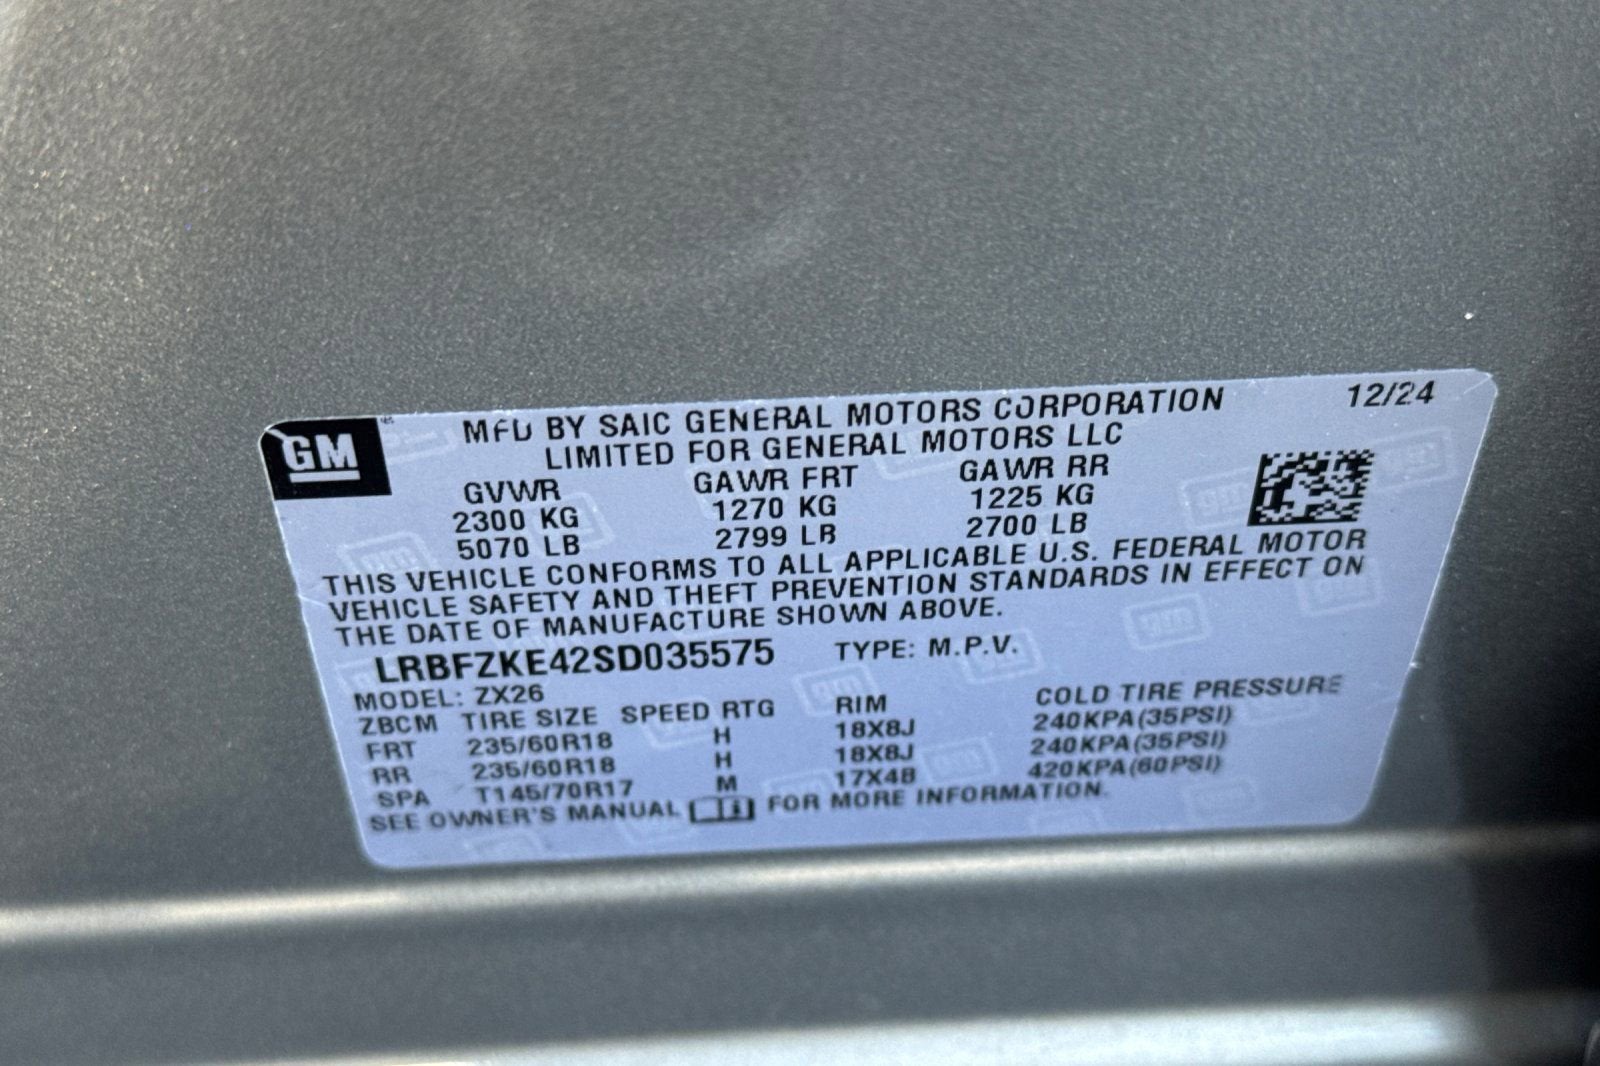 GM
MFD BY SAIC GENERAL MOTORS CORPORATION 12/24
LIMITED FOR GENERAL MOTORS LLC
GVWR GAWR FRT GAWR RR
2300 KG 1270 KG 1225 KG
5070 LB 2799 LB 2700 LB
THIS VEHICLE CONFORMS TO ALL APPLICABLE U.S. FEDERAL MOTOR
VEHICLE SAFETY AND THEFT PREVENTION STANDARDS IN EFFECT ON
THE DATE OF MANUFACTURE SHOWN ABOVE.
LRBFZKE42SD035575 TYPE: M.P.V.
MODEL: ZX26
ZBCM TIRE SIZE SPEED RTG RIM COLD TIRE PRESSURE
FRT 235/60R18 H 18X8J 240KPA(35PSI)
RR 235/60R18 H 18X8J 240KPA(35PSI)
SPA T145/70R17 M 17X4B 420KPA(60PSI)
SEE OWNER'S MANUAL FOR MORE INFORMATION.